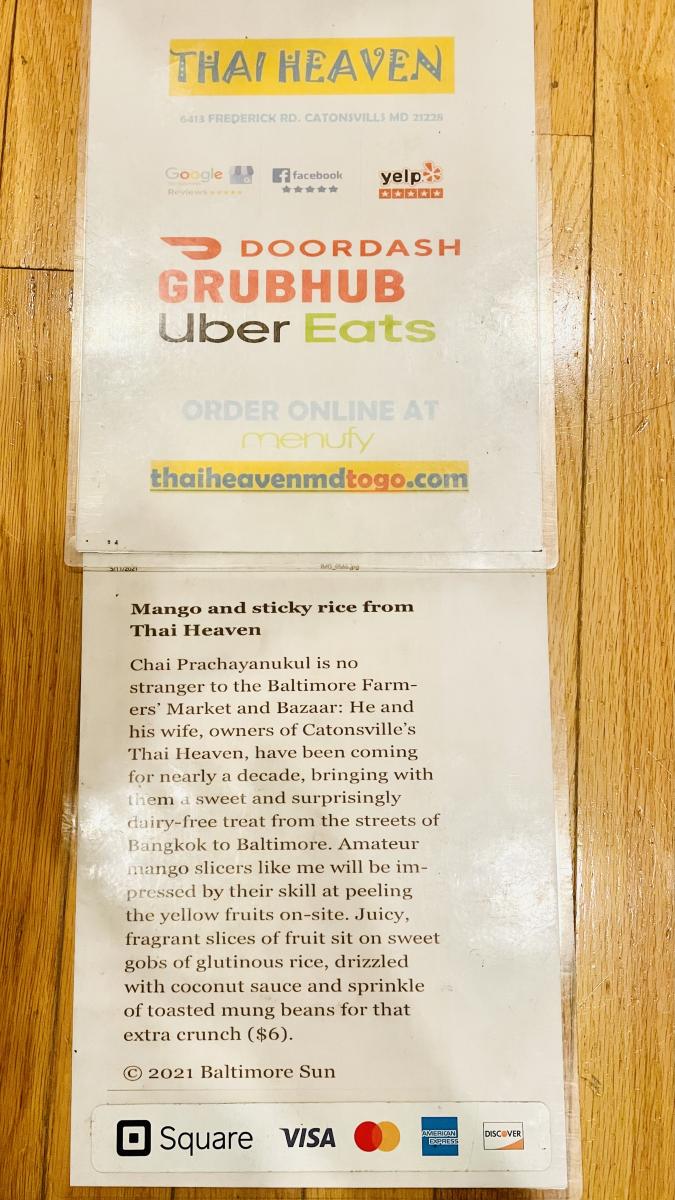 THAI HEAVEN
6413 FREDERICK RD. CATONSVILLS MD 21228
Google facebook yelp
Reviews
DOORDASH
GRUBHUB
Uber Eats
ORDER ONLINE AT
menufy
thaiheavenmdtogo.com
5/11/2021
Mango and sticky rice from
Thai Heaven
Chai Prachayanukul is no
stranger to the Baltimore Farm-
ers’ Market and Bazaar: He and
his wife, owners of Catonsville’s
Thai Heaven, have been coming
for nearly a decade, bringing with
them a sweet and surprisingly
dairy-free treat from the streets of
Bangkok to Baltimore. Amateur
mango slicers like me will be im-
pressed by their skill at peeling
the yellow fruits on-site. Juicy,
fragrant slices of fruit sit on sweet
gobs of glutinous rice, drizzled
with coconut sauce and sprinkle
of toasted mung beans for that
extra crunch ($6).
© 2021 Baltimore Sun
Square VISA AMERICAN EXPRESS DISCOVER